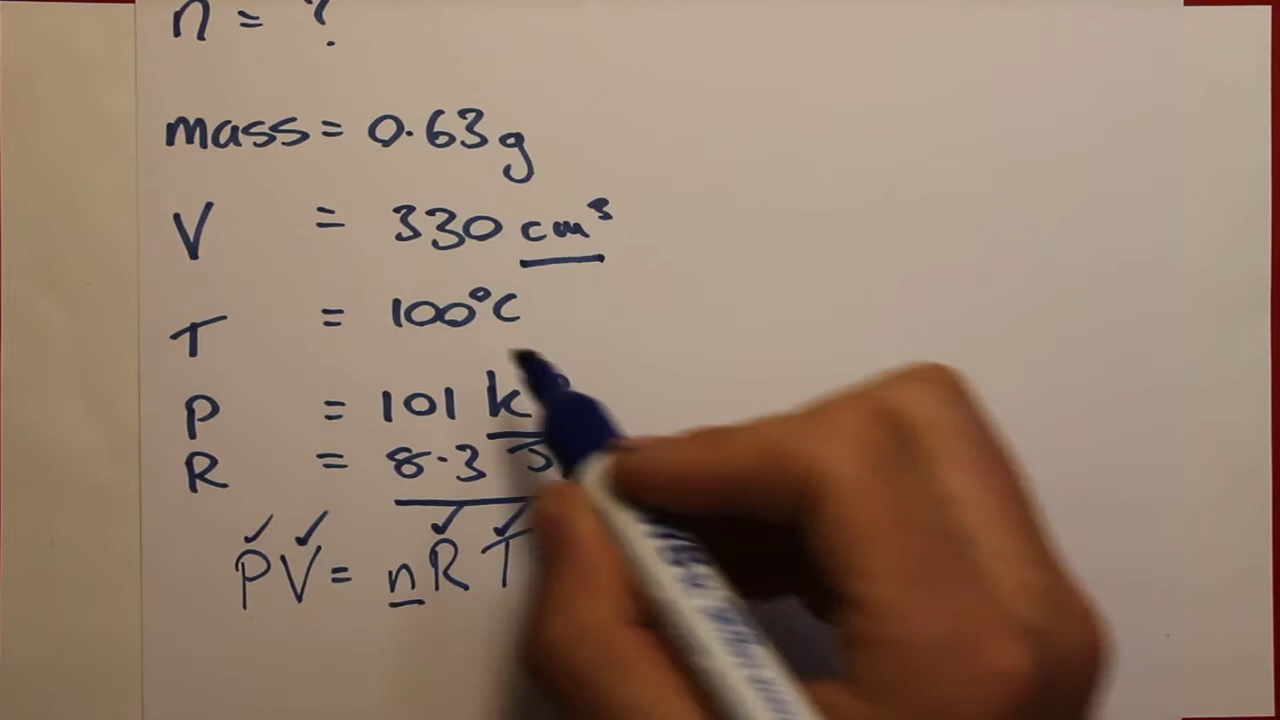 n = ?
mass = 0.63g
V = 330 cm³
T = 100°C
P = 101 k
R = 8.3
PV = nRT